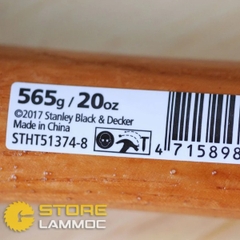 565g / 20oz
©2017 Stanley Black & Decker
Made in China
STHT51374-8
T
4 715898
STORE
LAMMOC